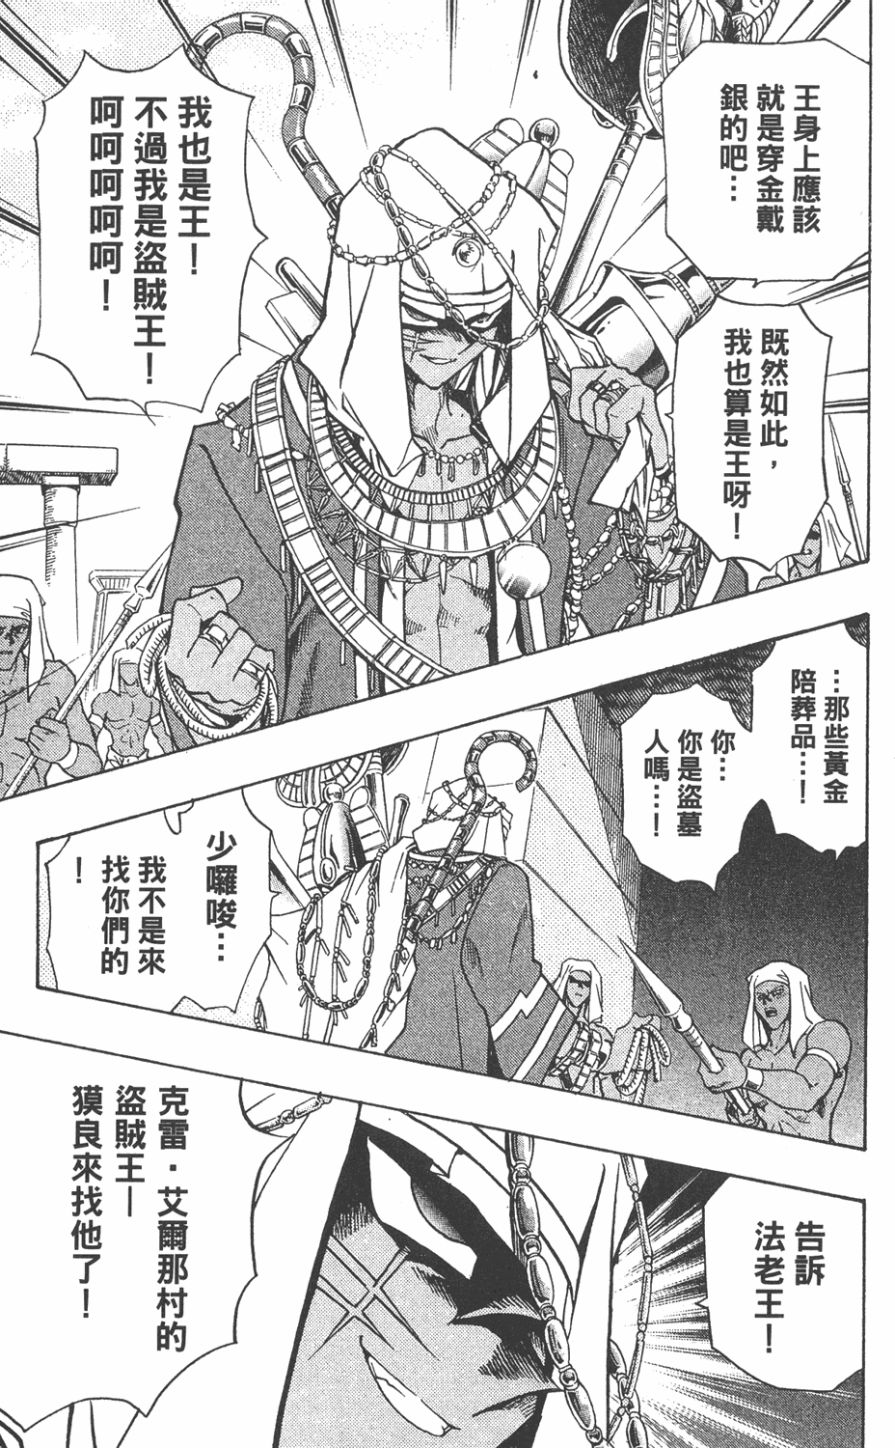 王身上應該
就是穿金戴
銀的吧…
既然如此，
我也算是王呀！
我也是王！
不過我是盜賊王！
呵呵呵呵呵！
…那些黃金
陪葬品…！
你…
你是盜墓
人嗎…！
少囉唆…
我不是來
找你們的
！
告訴
法老王！
克雷・艾爾那村的
盜賊王—
獏良來找他了！